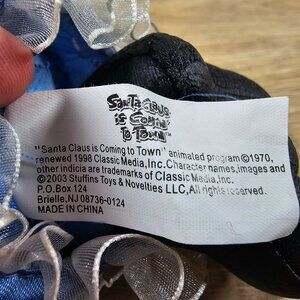 SANTA CLAUS
IS COMING
TO TOWN™
"Santa Claus is Coming to Town" animated program©1970,
renewed 1998 Classic Media, Inc. Character names, images and
other indicia are trademarks of Classic Media, Inc.
©2003 Stuffins Toys & Novelties LLC, All rights reserved.
P.O.Box 124
Brielle, NJ 08736-0124
MADE IN CHINA